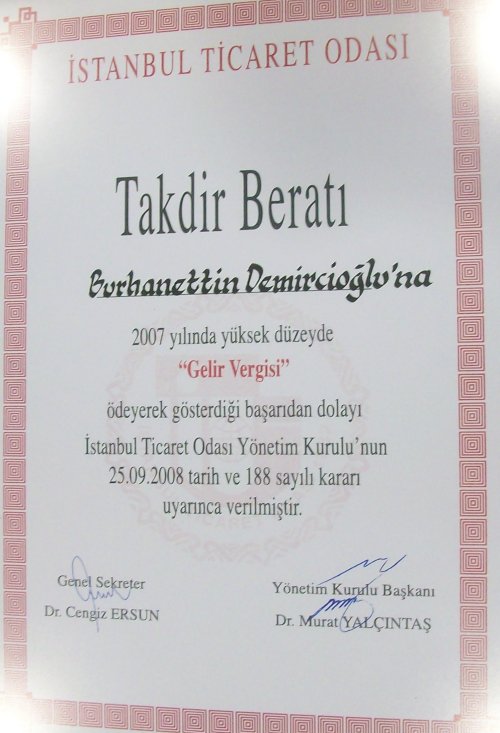 İSTANBUL TİCARET ODASI
Takdir Beratı
Burhanettin Demircioğlu'na
2007 yılında yüksek düzeyde
“Gelir Vergisi”
ödeyerek gösterdiği başarıdan dolayı
İstanbul Ticaret Odası Yönetim Kurulu’nun
25.09.2008 tarih ve 188 sayılı kararı
uyarınca verilmiştir.
TİCARET
Genel Sekreter
Dr. Cengiz ERSUN
Yönetim Kurulu Başkanı
Dr. Murat YALÇINTAŞ